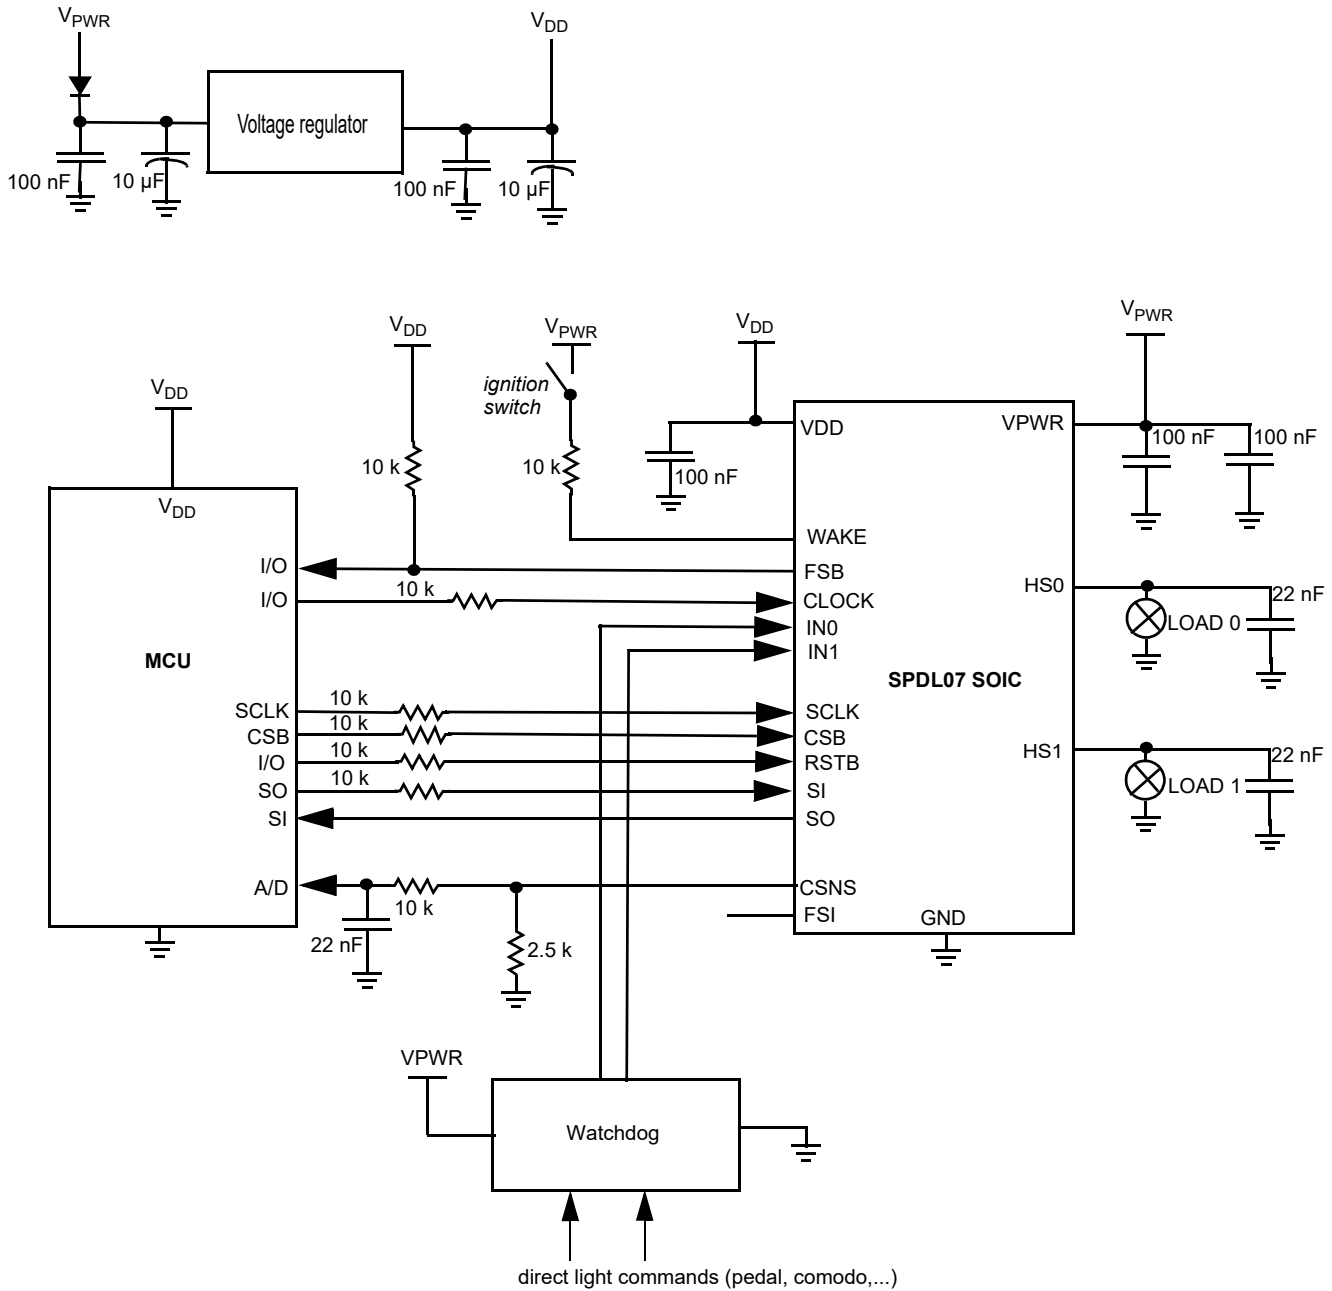 VPWR
VDD
Voltage regulator
100 nF
10 µF
100 nF
10 µF
VDD
VPWR
VDD
VPWR
ignition
switch
VDD
10 k
10 k
100 nF
100 nF
100 nF
VDD
VPWR
VDD
WAKE
I/O
FSB
I/O
10 k
CLOCK
IN0
IN1
HS0
22 nF
LOAD 0
MCU
SPDL07 SOIC
SCLK
10 k
SCLK
CSB
10 k
CSB
I/O
10 k
RSTB
SO
10 k
SI
SI
SO
HS1
22 nF
LOAD 1
A/D
10 k
CSNS
FSI
GND
22 nF
2.5 k
VPWR
Watchdog
direct light commands (pedal, comodo,...)